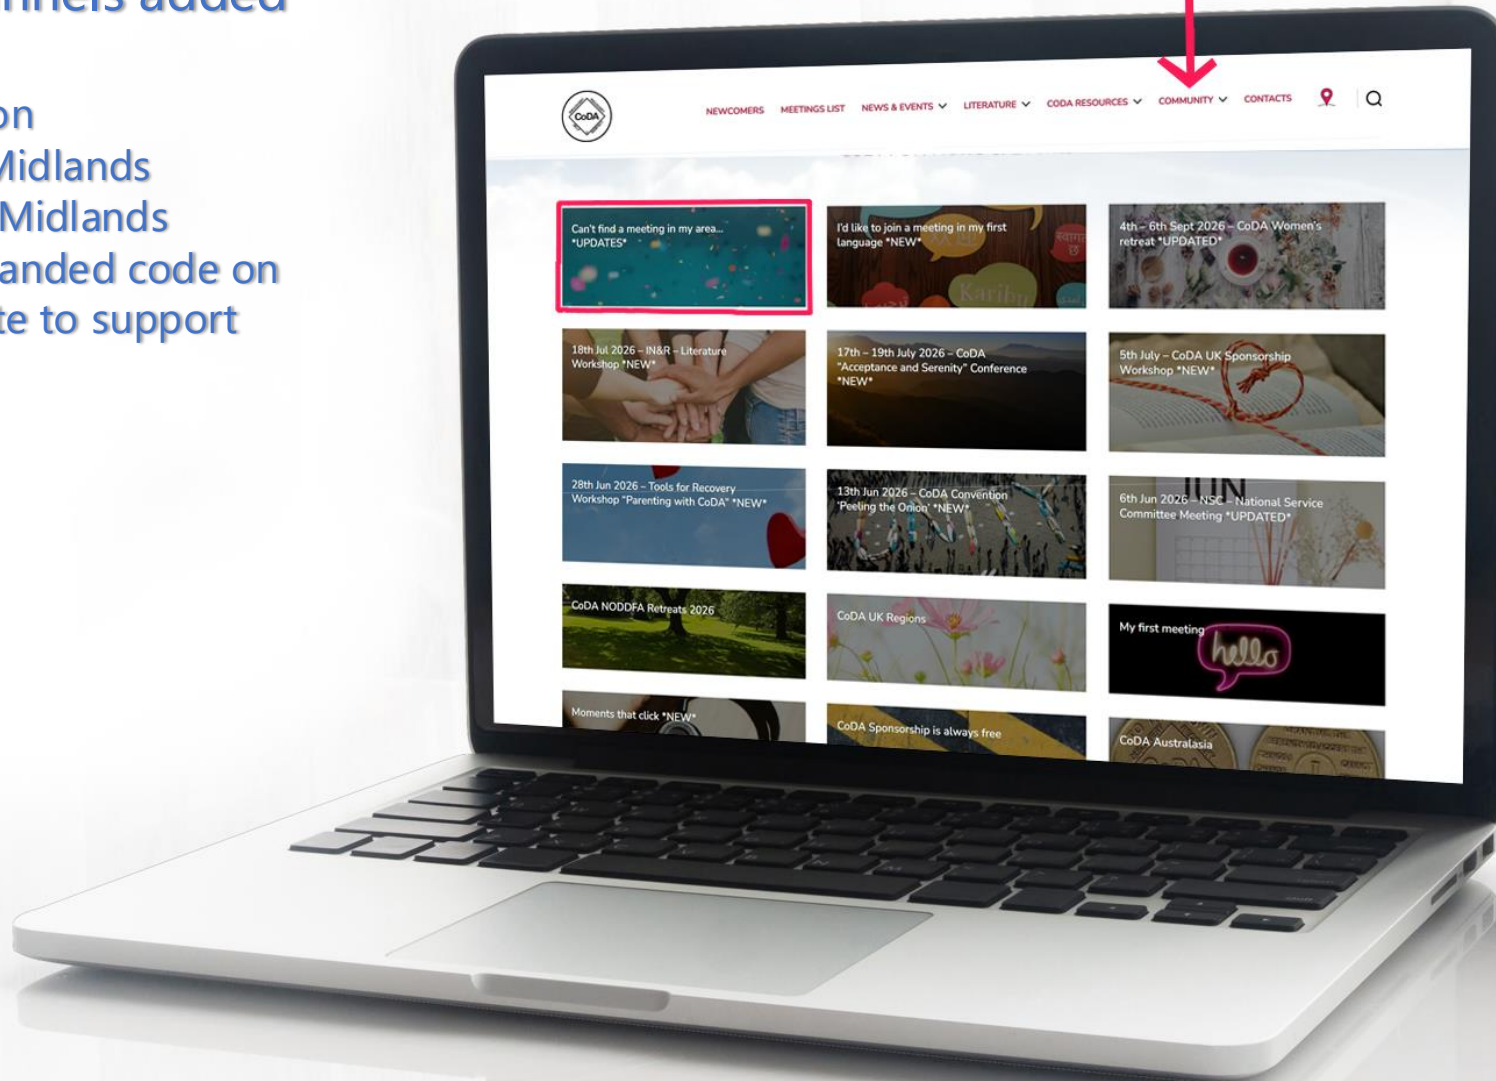 on
Midlands
Midlands
te to support
CoDA
NEWCOMERS MEETINGS LIST NEWS & EVENTS LITERATURE CODA RESOURCES COMMUNITY CONTACTS
Can't find a meeting in my area...
*UPDATES*
I'd like to join a meeting in my first
language *NEW*
Karibu
4th – 6th Sept 2026 – CoDA Women's
retreat *UPDATED*
18th Jul 2026 – IN&R – Literature
Workshop *NEW*
17th – 19th July 2026 – CoDA
"Acceptance and Serenity" Conference
*NEW*
5th July – CoDA UK Sponsorship
Workshop *NEW*
28th Jun 2026 – Tools for Recovery
Workshop "Parenting with CoDA" *NEW*
13th Jun 2026 – CoDA Convention
'Peeling the Onion' *NEW*
JUN
6th Jun 2026 – NSC – National Service
Committee Meeting *UPDATED*
CoDA NODDFA Retreats 2026
CoDA UK Regions
My first meeting
hello
Moments that click *NEW*
CoDA Sponsorship is always free
CoDA Australasia